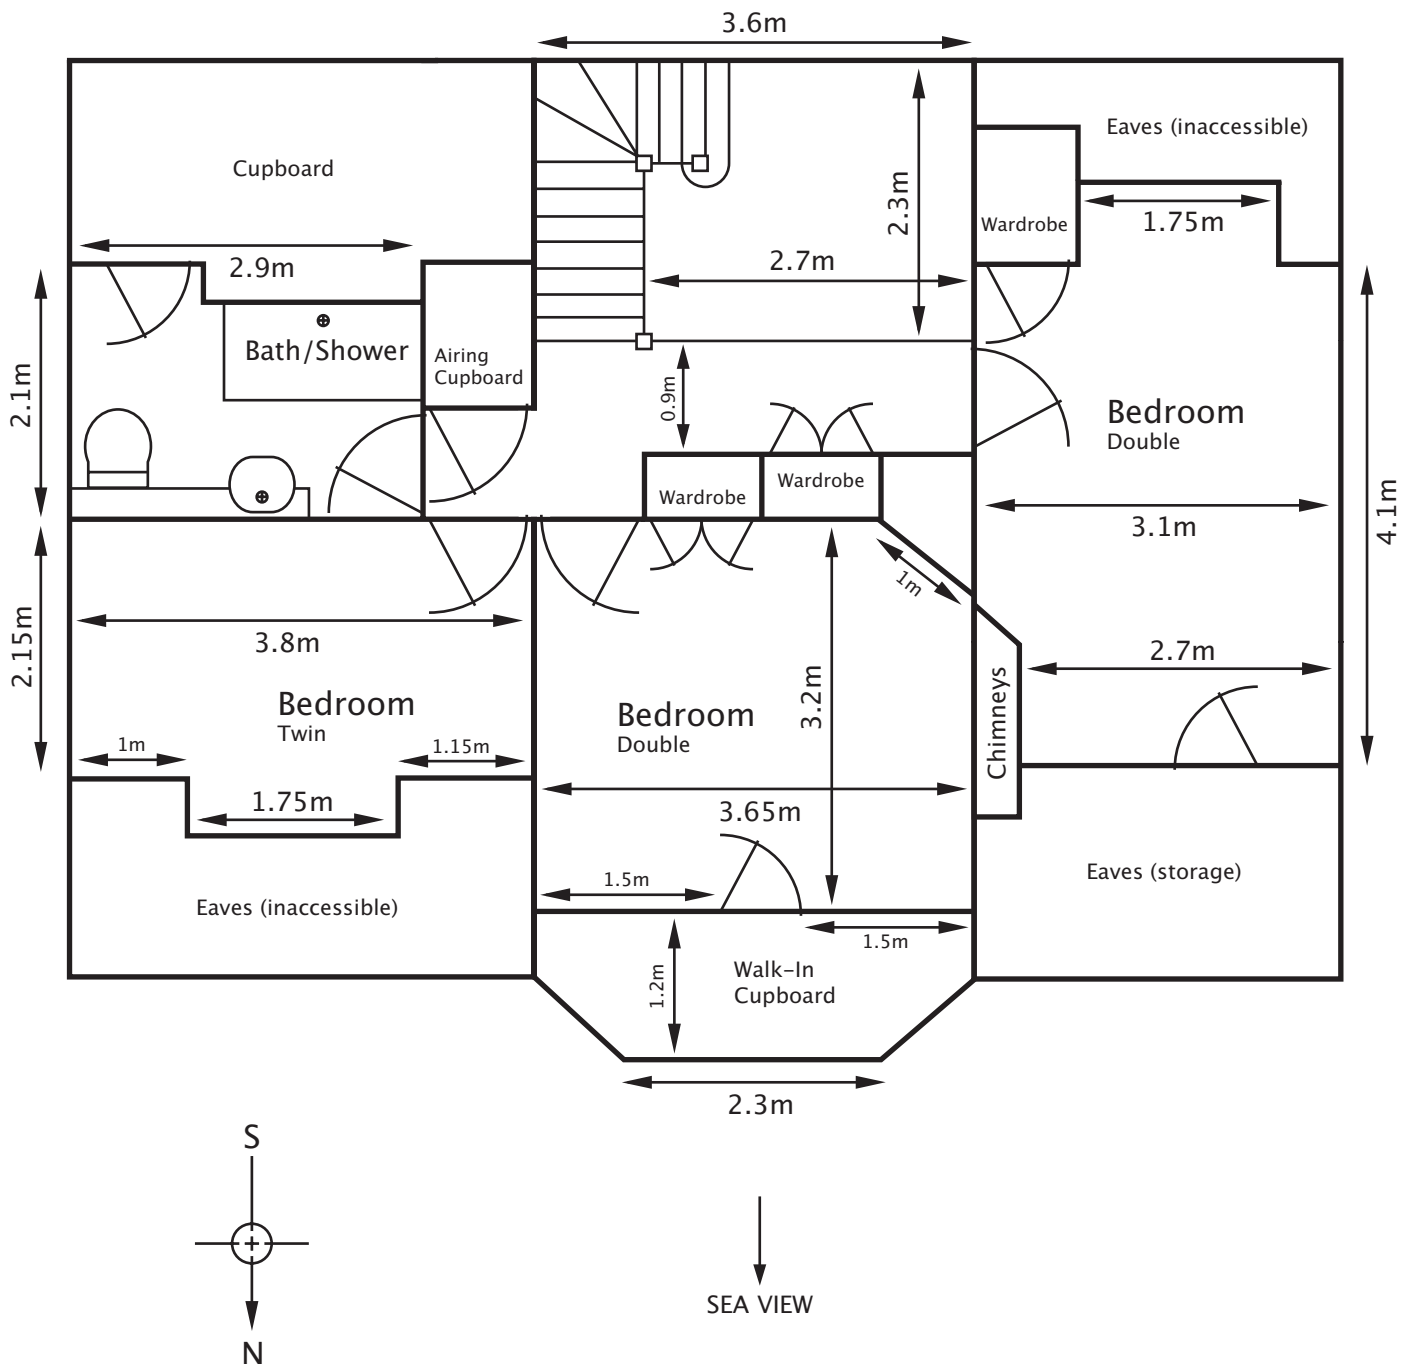 3.6m
Eaves (inaccessible)
Cupboard
2.3m
1.75m
Wardrobe
2.9m
2.7m
Bath/Shower
Airing
Cupboard
2.1m
0.9m
Bedroom
Double
Wardrobe
Wardrobe
3.1m
4.1m
1m
3.8m
2.15m
2.7m
3.2m
Bedroom
Twin
Bedroom
Double
Chimneys
1m
1.15m
1.75m
3.65m
1.5m
Eaves (storage)
Eaves (inaccessible)
1.5m
1.2m
Walk-In
Cupboard
2.3m
S
SEA VIEW
N